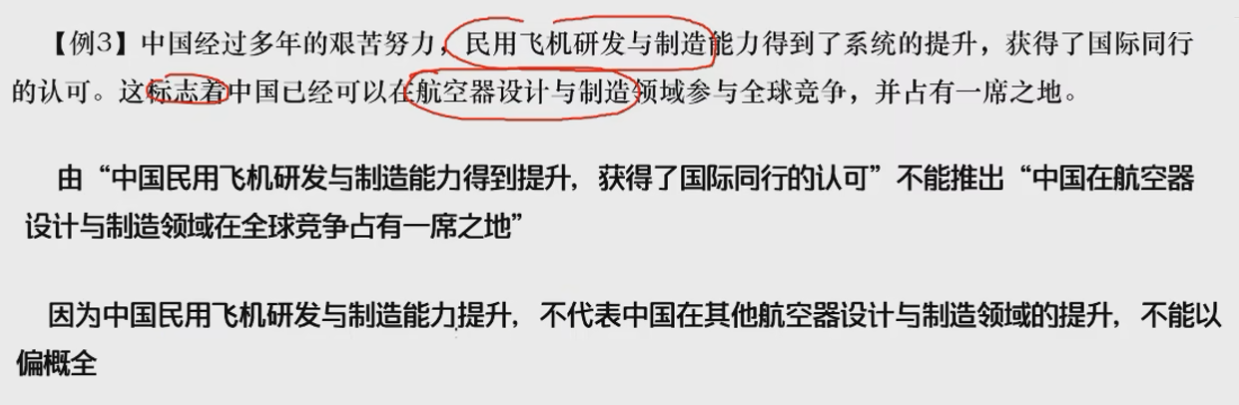 【例3】中国经过多年的艰苦努力，民用飞机研发与制造能力得到了系统的提升，获得了国际同行
的认可。这标志着中国已经可以在航空器设计与制造领域参与全球竞争，并占有一席之地。
由“中国民用飞机研发与制造能力得到提升，获得了国际同行的认可”不能推出“中国在航空器
设计与制造领域在全球竞争占有一席之地”
因为中国民用飞机研发与制造能力提升，不代表中国在其他航空器设计与制造领域的提升，不能以
偏概全